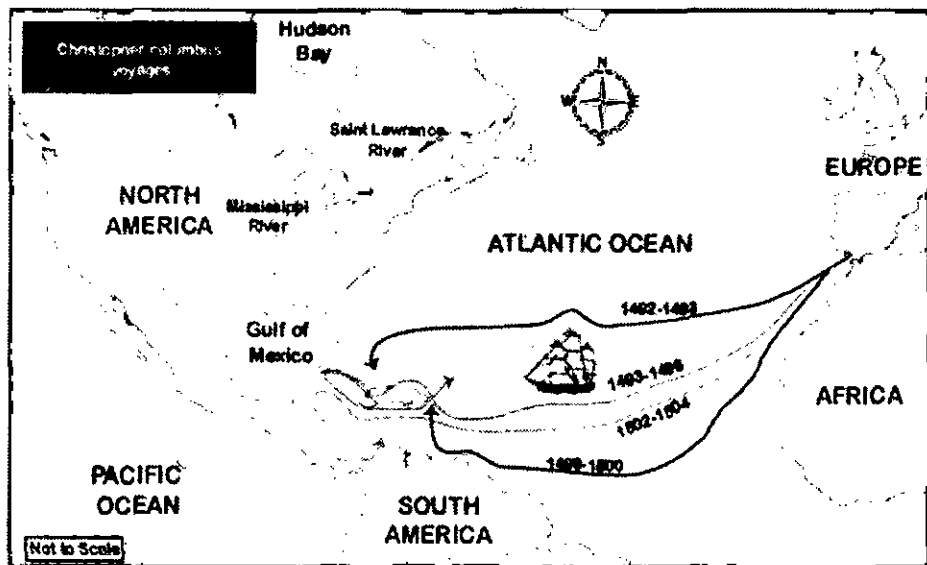 Christopher columbus
voyages
Hudson
Bay
N
W
E
S
Saint Lawrance
River
EUROPE
NORTH
AMERICA
Mississippi
River
ATLANTIC OCEAN
1492-1493
Gulf of
Mexico
1493-1496
AFRICA
1502-1504
PACIFIC
OCEAN
SOUTH
AMERICA
Not to Scale